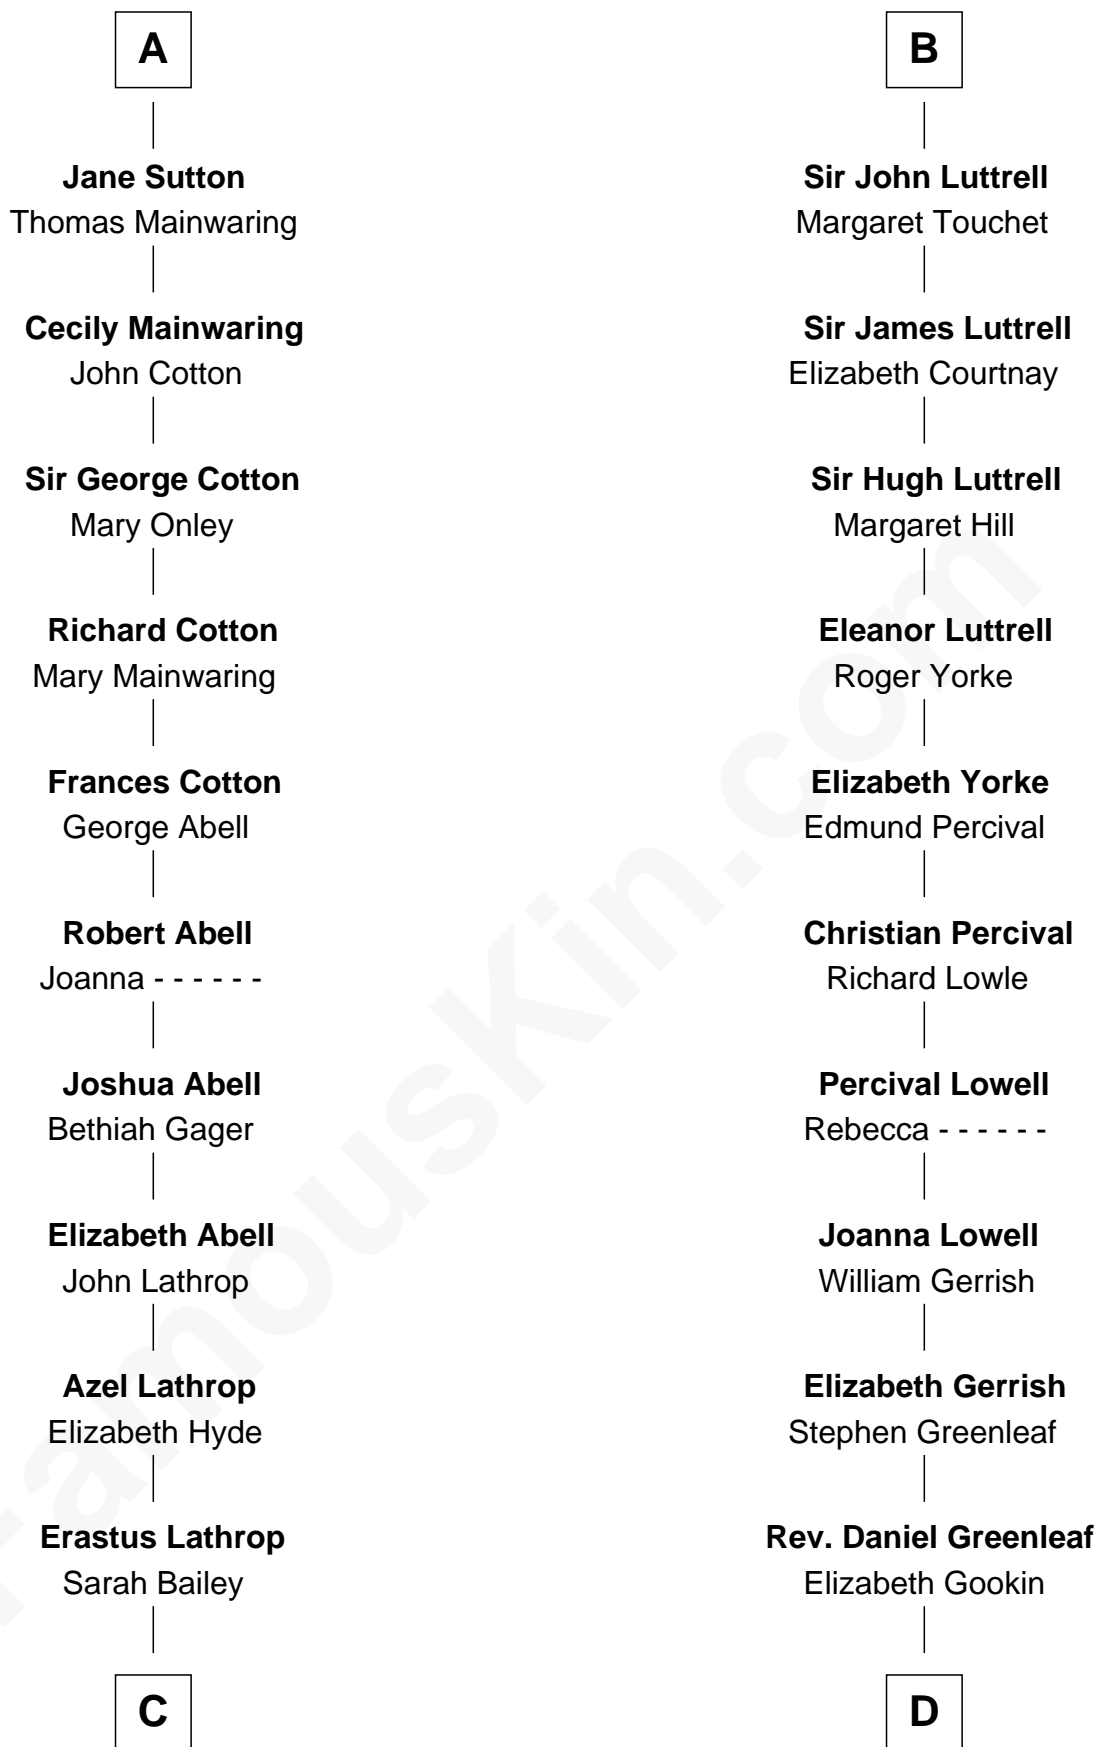 A
Jane Sutton
Thomas Mainwaring
Cecily Mainwaring
John Cotton
Sir George Cotton
Mary Onley
Richard Cotton
Mary Mainwaring
Frances Cotton
George Abell
Robert Abell
Joanna - - - - - -
Joshua Abell
Bethiah Gager
Elizabeth Abell
John Lathrop
Azel Lathrop
Elizabeth Hyde
Erastus Lathrop
Sarah Bailey
C
B
Sir John Luttrell
Margaret Touchet
Sir James Luttrell
Elizabeth Courtnay
Sir Hugh Luttrell
Margaret Hill
Eleanor Luttrell
Roger Yorke
Elizabeth Yorke
Edmund Percival
Christian Percival
Richard Lowle
Percival Lowell
Rebecca - - - - - -
Joanna Lowell
William Gerrish
Elizabeth Gerrish
Stephen Greenleaf
Rev. Daniel Greenleaf
Elizabeth Gookin
D
FamousKin.com